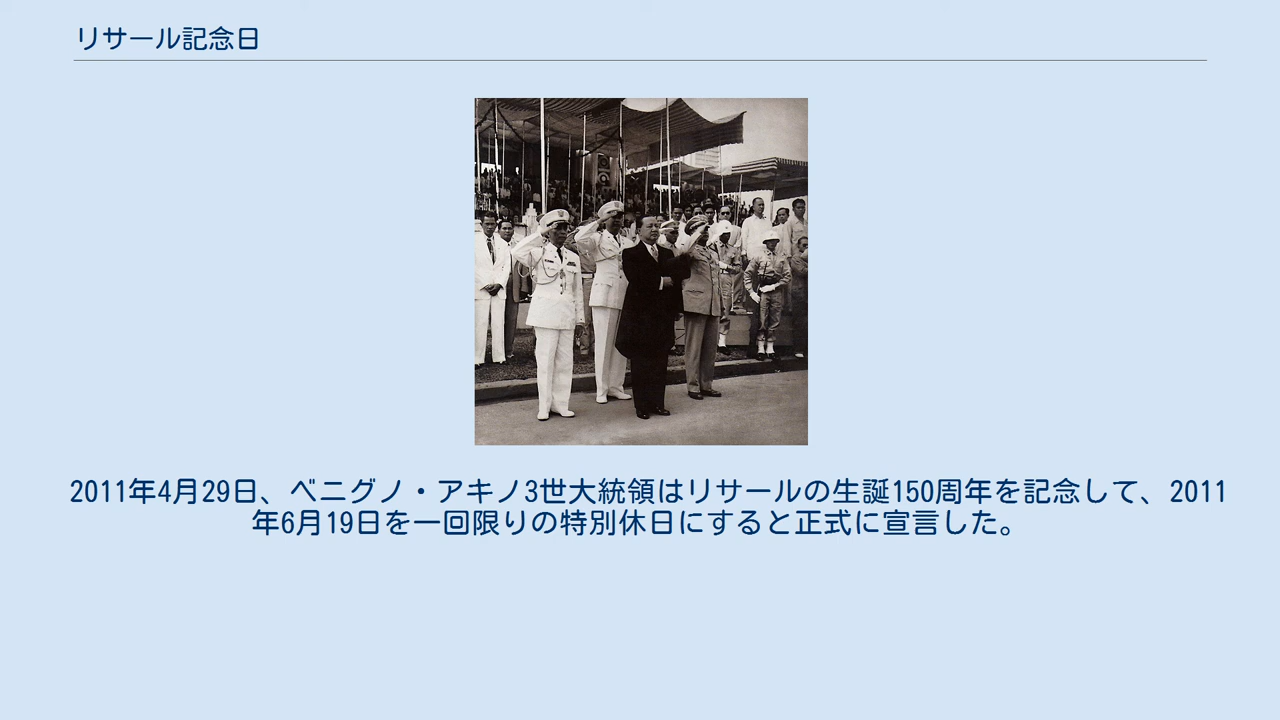 リサール記念日
2011年4月29日、ベニグノ・アキノ3世大統領はリサールの生誕150周年を記念して、2011
年6月19日を一回限りの特別休日にすると正式に宣言した。